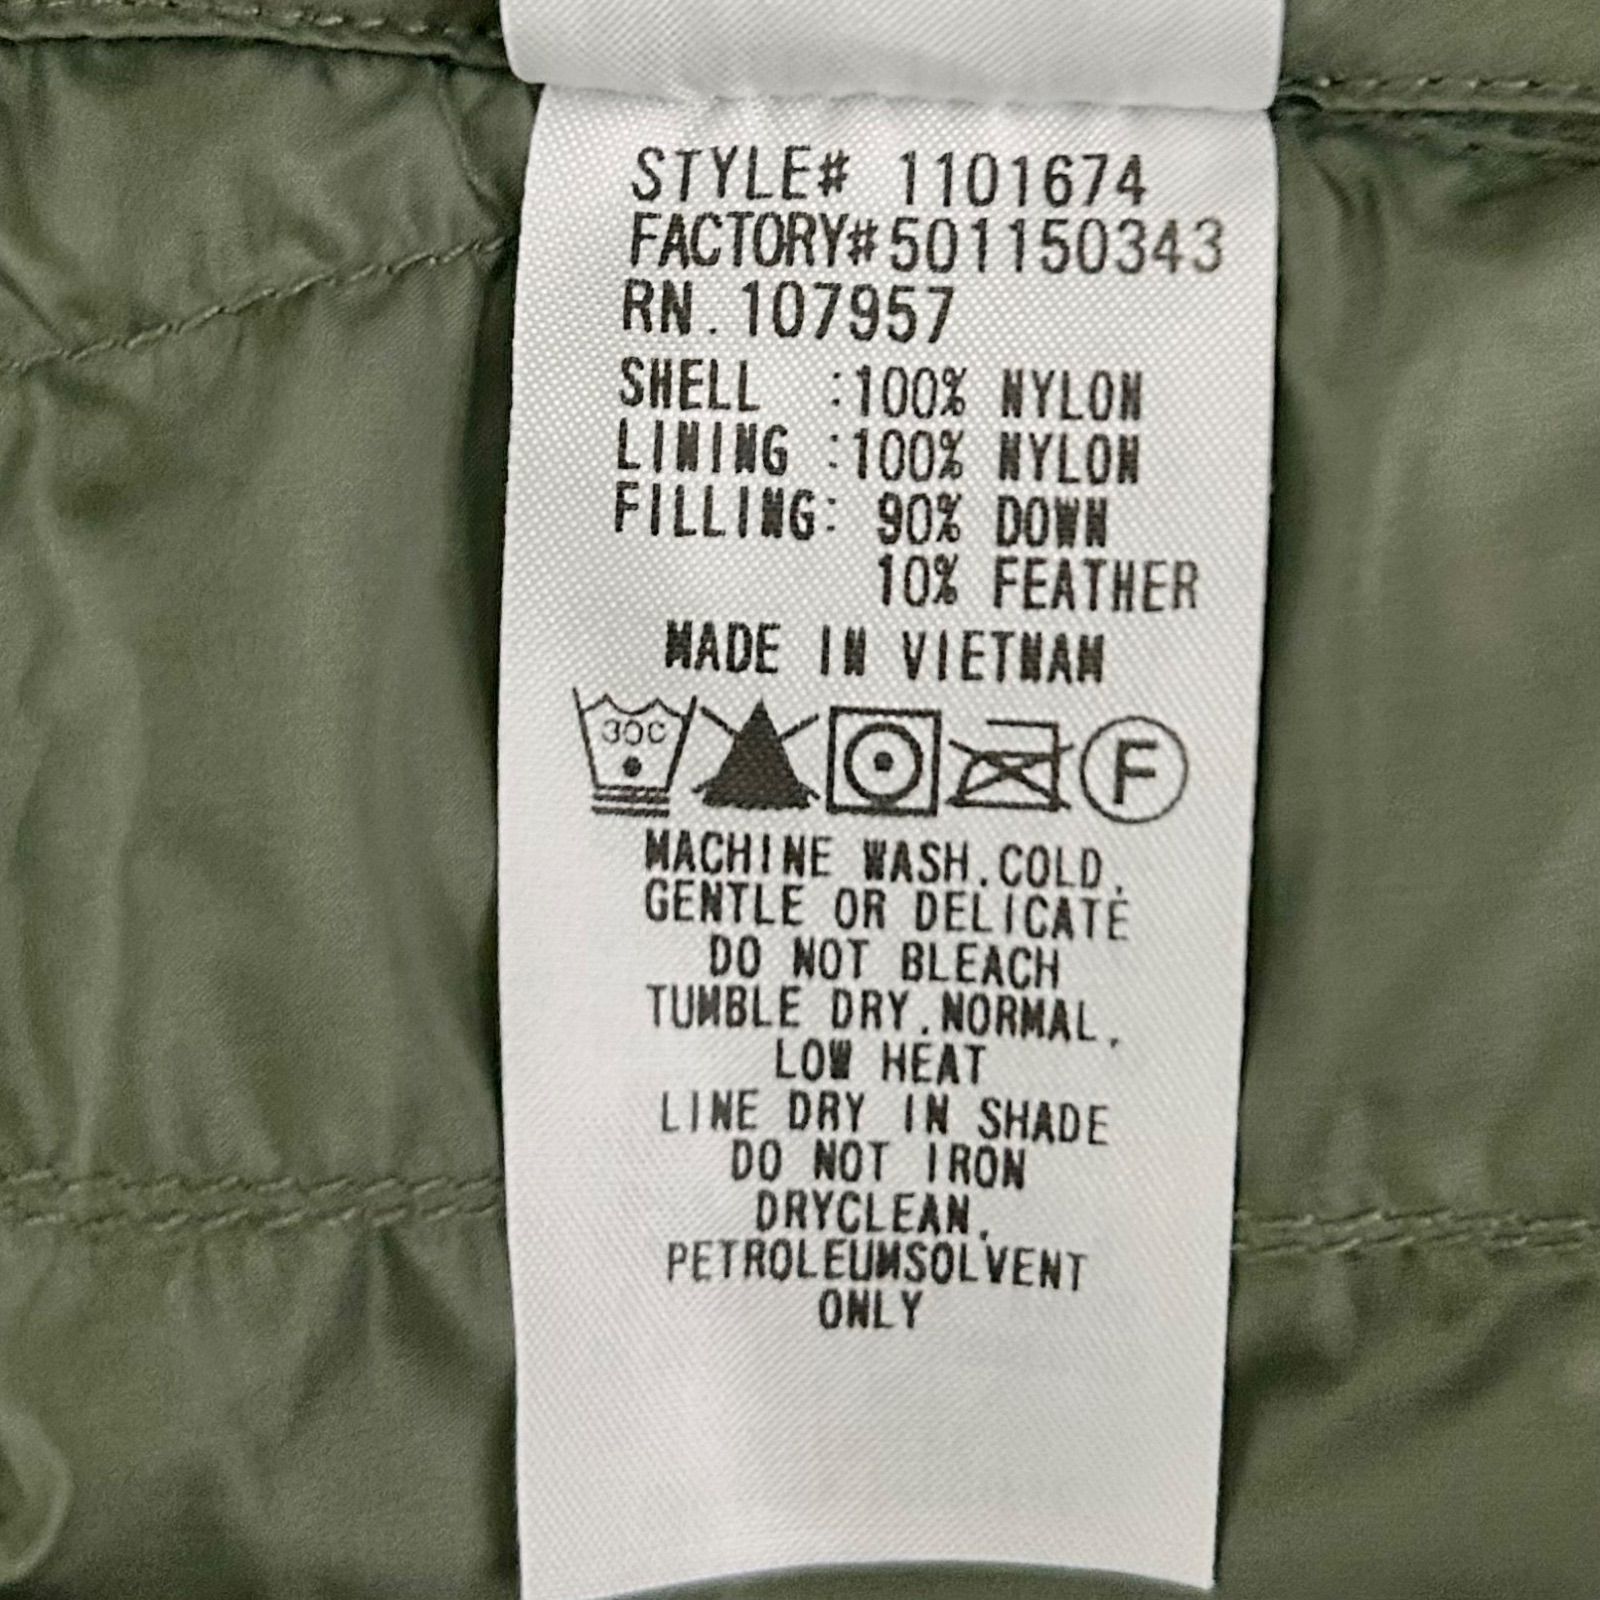 STYLE# 1101674
FACTORY#501150343
RN.107957
SHELL :100% NYLON
LINING :100% NYLON
FILLING: 90% DOWN
10% FEATHER
MADE IN VIETNAM
30C F
MACHINE WASH.COLD.
GENTLE OR DELICATE
DO NOT BLEACH
TUMBLE DRY.NORMAL.
LOW HEAT
LINE DRY IN SHADE
DO NOT IRON
DRYCLEAN.
PETROLEUMSOLVENT
ONLY